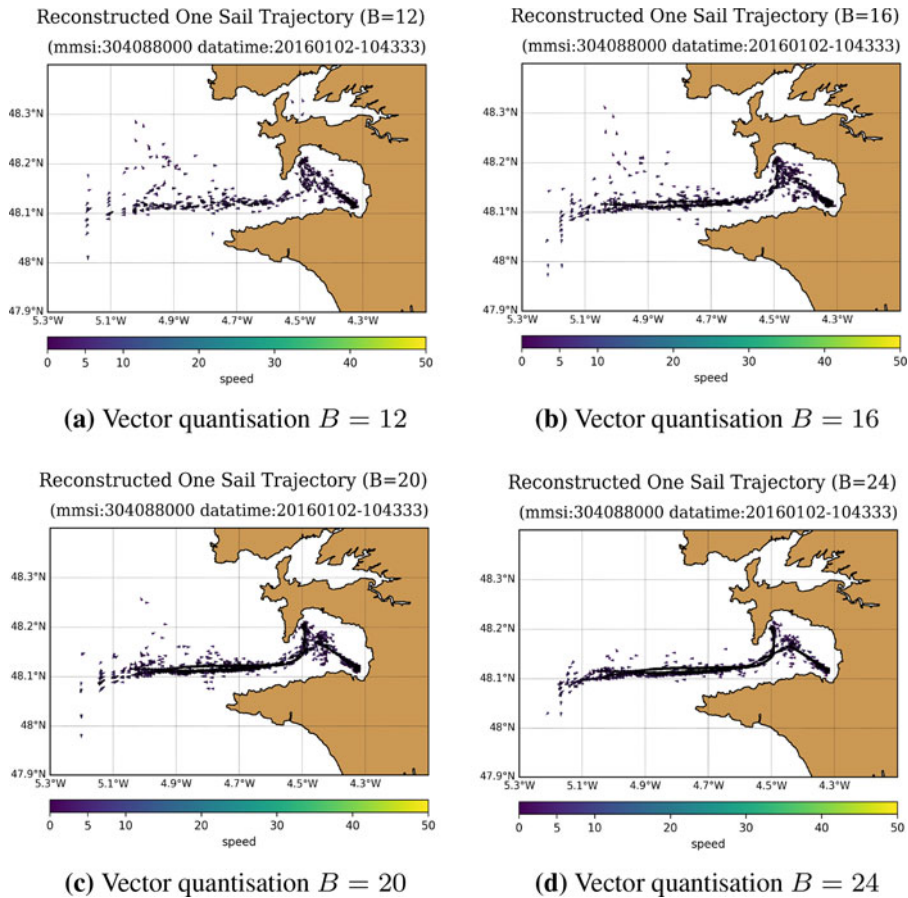 Reconstructed One Sail Trajectory (B=12)
(mmsi:304088000 datatime:20160102-104333)
48.3°N
48.2°N
48.1°N
48°N
47.9°N
5.3°W 5.1°W 4.9°W 4.7°W 4.5°W 4.3°W
0 5 10 20 30 40 50
speed
(a) Vector quantisation B = 12
Reconstructed One Sail Trajectory (B=16)
(mmsi:304088000 datatime:20160102-104333)
48.3°N
48.2°N
48.1°N
48°N
47.9°N
5.3°W 5.1°W 4.9°W 4.7°W 4.5°W 4.3°W
0 5 10 20 30 40 50
speed
(b) Vector quantisation B = 16
Reconstructed One Sail Trajectory (B=20)
(mmsi:304088000 datatime:20160102-104333)
48.3°N
48.2°N
48.1°N
48°N
47.9°N
5.3°W 5.1°W 4.9°W 4.7°W 4.5°W 4.3°W
0 5 10 20 30 40 50
speed
(c) Vector quantisation B = 20
Reconstructed One Sail Trajectory (B=24)
(mmsi:304088000 datatime:20160102-104333)
48.3°N
48.2°N
48.1°N
48°N
47.9°N
5.3°W 5.1°W 4.9°W 4.7°W 4.5°W 4.3°W
0 5 10 20 30 40 50
speed
(d) Vector quantisation B = 24